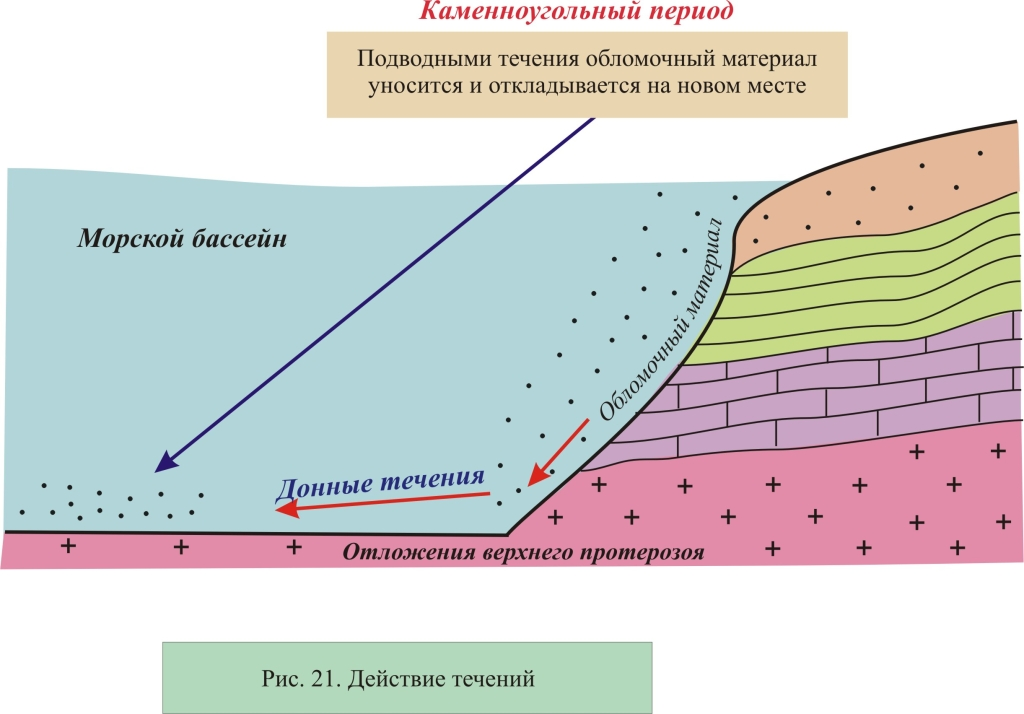 Каменноугольный период
Подводными течения обломочный материал
уносится и откладывается на новом месте
Морской бассейн
Обломочный материал
Донные течения
Отложения верхнего протерозоя
Рис. 21. Действие течений